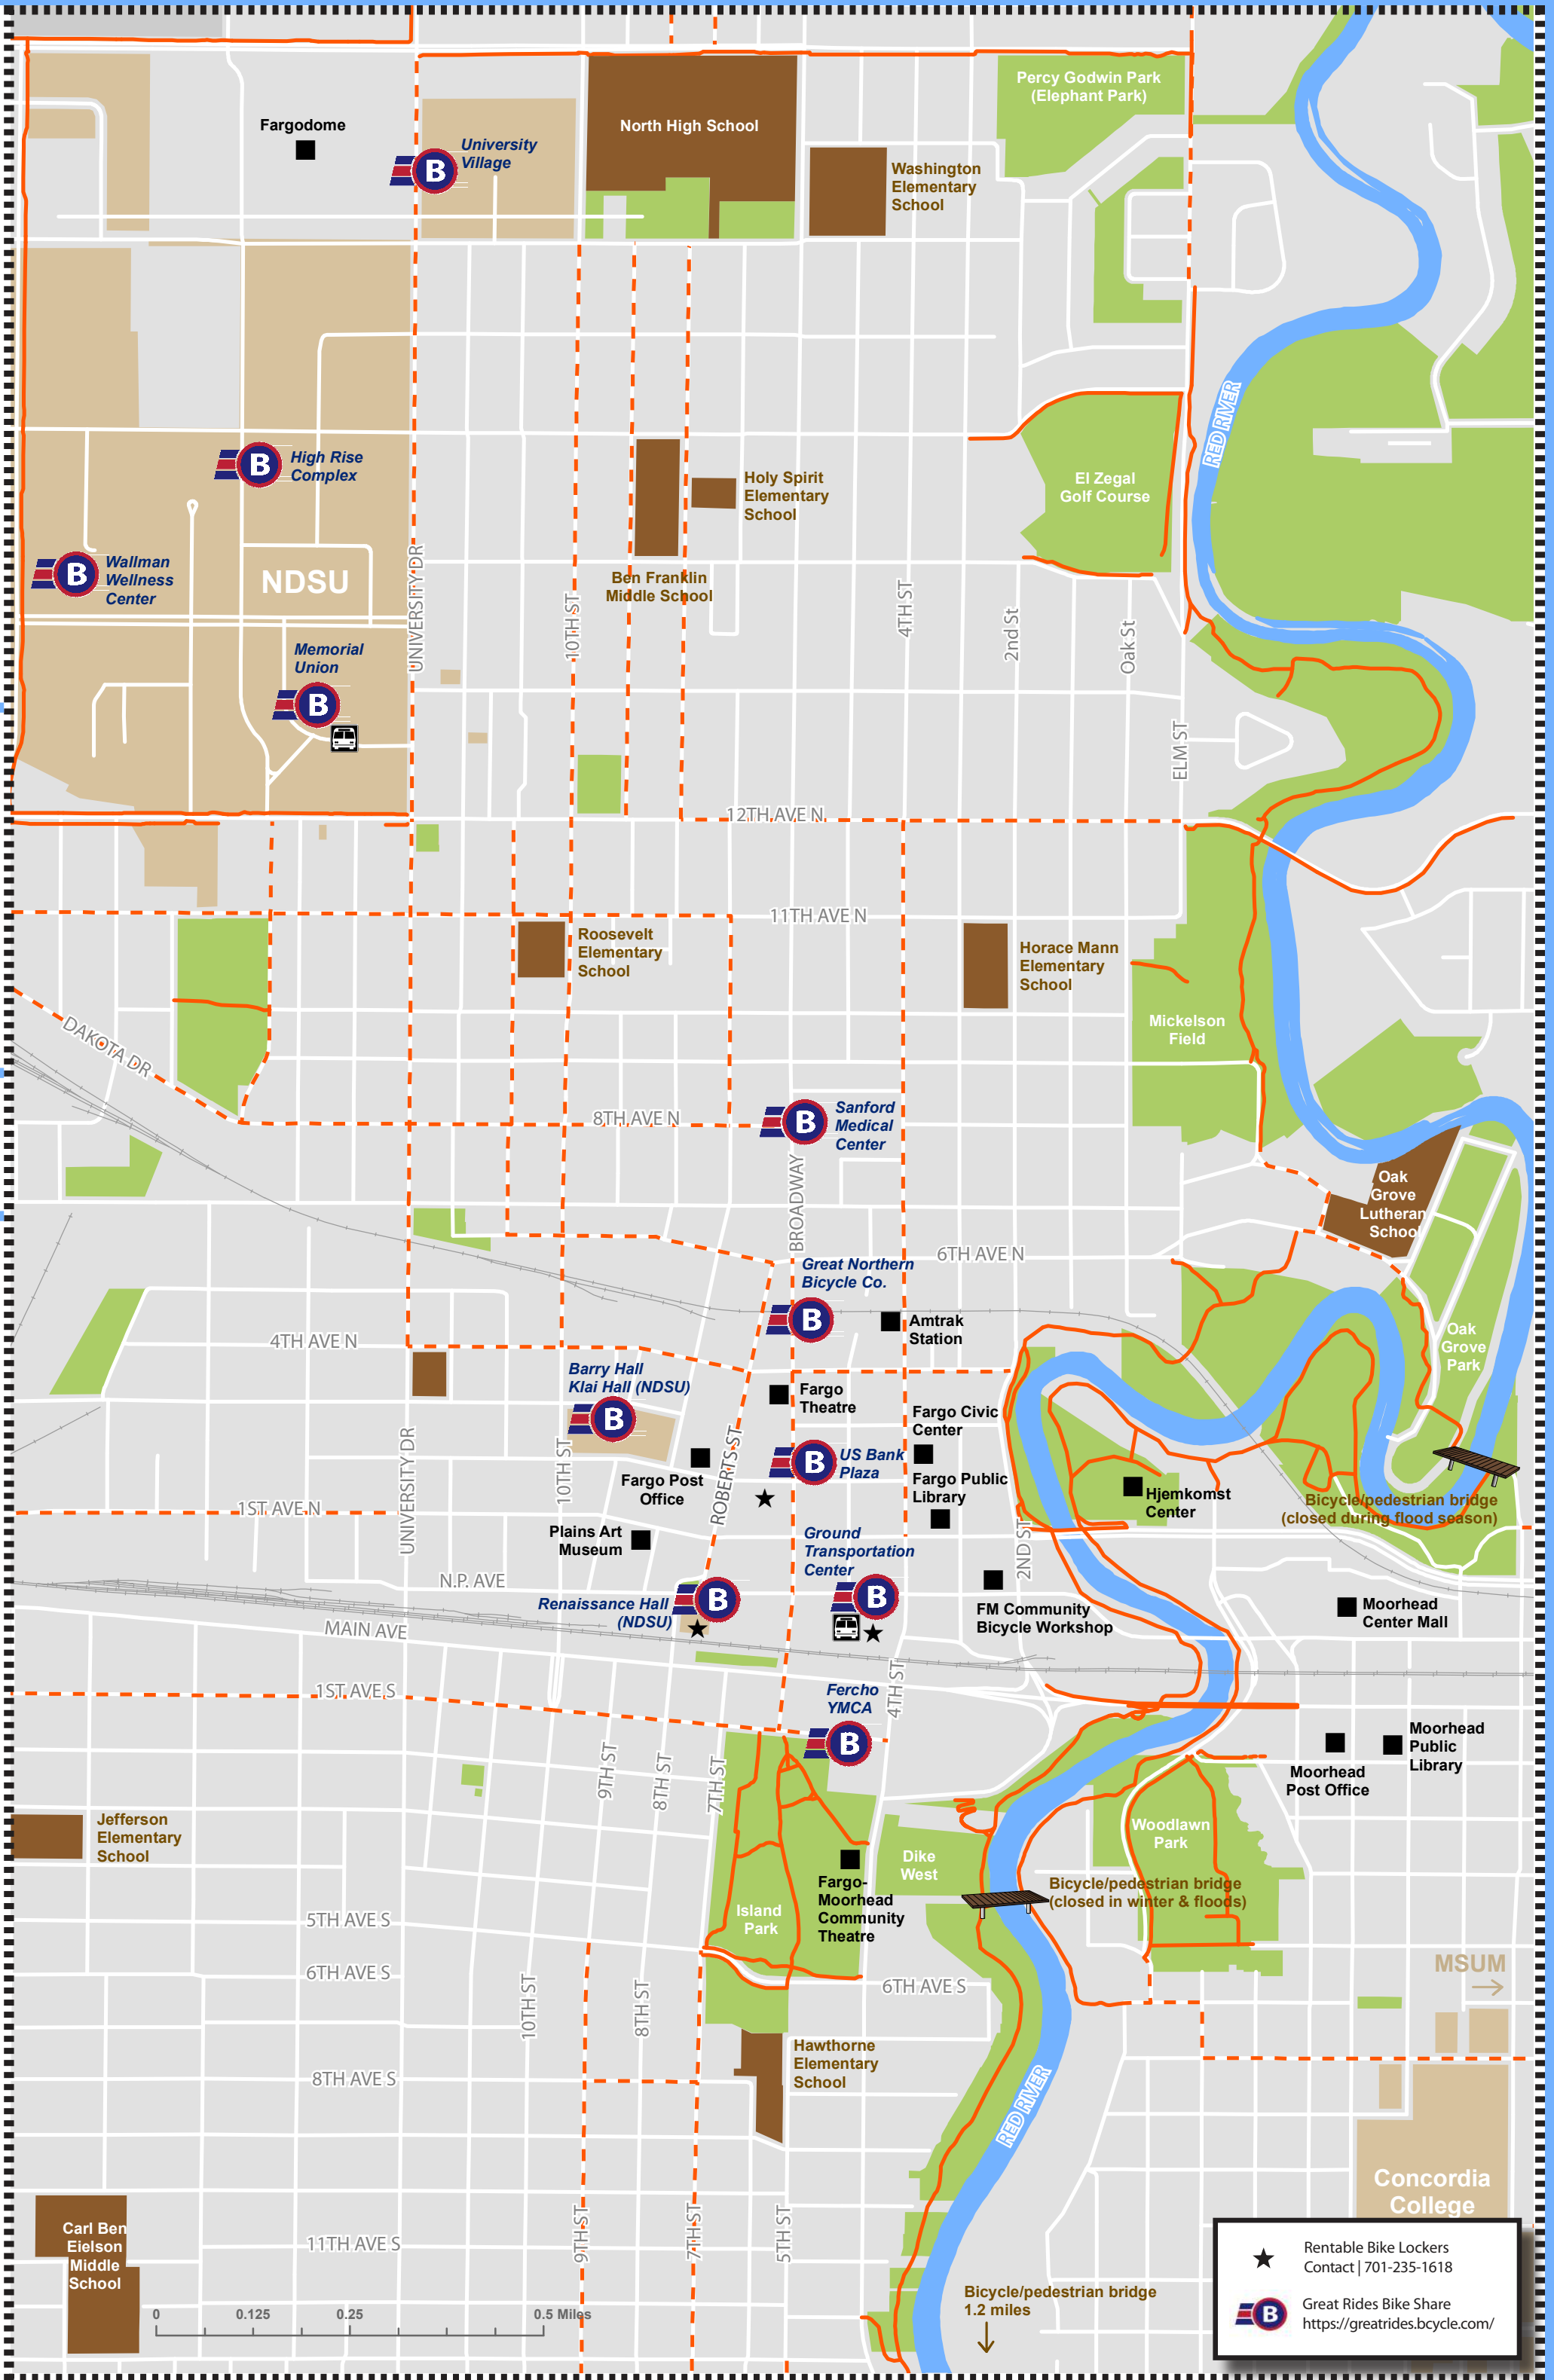 Percy Godwin Park
(Elephant Park)
Fargodome
North High School
University
Village
B
Washington
Elementary
School
RED RIVER
High Rise
Complex
B
Holy Spirit
Elementary
School
El Zegal
Golf Course
Wallman
Wellness
Center
B
NDSU
Ben Franklin
Middle School
UNIVERSITY DR
10TH ST
4TH ST
2nd St
Oak St
Memorial
Union
B
ELM ST
12TH AVE N
11TH AVE N
Roosevelt
Elementary
School
Horace Mann
Elementary
School
Mickelson
Field
DAKOTA DR
8TH AVE N
Sanford
Medical
Center
B
BROADWAY
Oak
Grove
Lutheran
School
6TH AVE N
Great Northern
Bicycle Co.
B
Amtrak
Station
4TH AVE N
Oak
Grove
Park
Barry Hall
Klai Hall (NDSU)
B
Fargo
Theatre
Fargo Civic
Center
US Bank
Plaza
B
UNIVERSITY DR
10TH ST
ROBERTS ST
Fargo Post
Office
Fargo Public
Library
Hjemkomst
Center
Bicycle/pedestrian bridge
(closed during flood season)
1ST AVE N
Plains Art
Museum
Ground
Transportation
Center
B
2ND ST
N.P. AVE
Renaissance Hall
(NDSU)
B
FM Community
Bicycle Workshop
Moorhead
Center Mall
MAIN AVE
1ST AVE S
Fercho
YMCA
B
4TH ST
Moorhead
Public
Library
Moorhead
Post Office
9TH ST
8TH ST
7TH ST
Jefferson
Elementary
School
Woodlawn
Park
Dike
West
Fargo-
Moorhead
Community
Theatre
Bicycle/pedestrian bridge
(closed in winter & floods)
Island
Park
5TH AVE S
6TH AVE S
6TH AVE S
MSUM
10TH ST
8TH ST
Hawthorne
Elementary
School
8TH AVE S
RED RIVER
Concordia
College
Carl Ben
Eielson
Middle
School
11TH AVE S
9TH ST
7TH ST
5TH ST
Bicycle/pedestrian bridge
1.2 miles
0
0.125
0.25
0.5 Miles
Rentable Bike Lockers
Contact | 701-235-1618
B
Great Rides Bike Share
https://greatrides.bcycle.com/